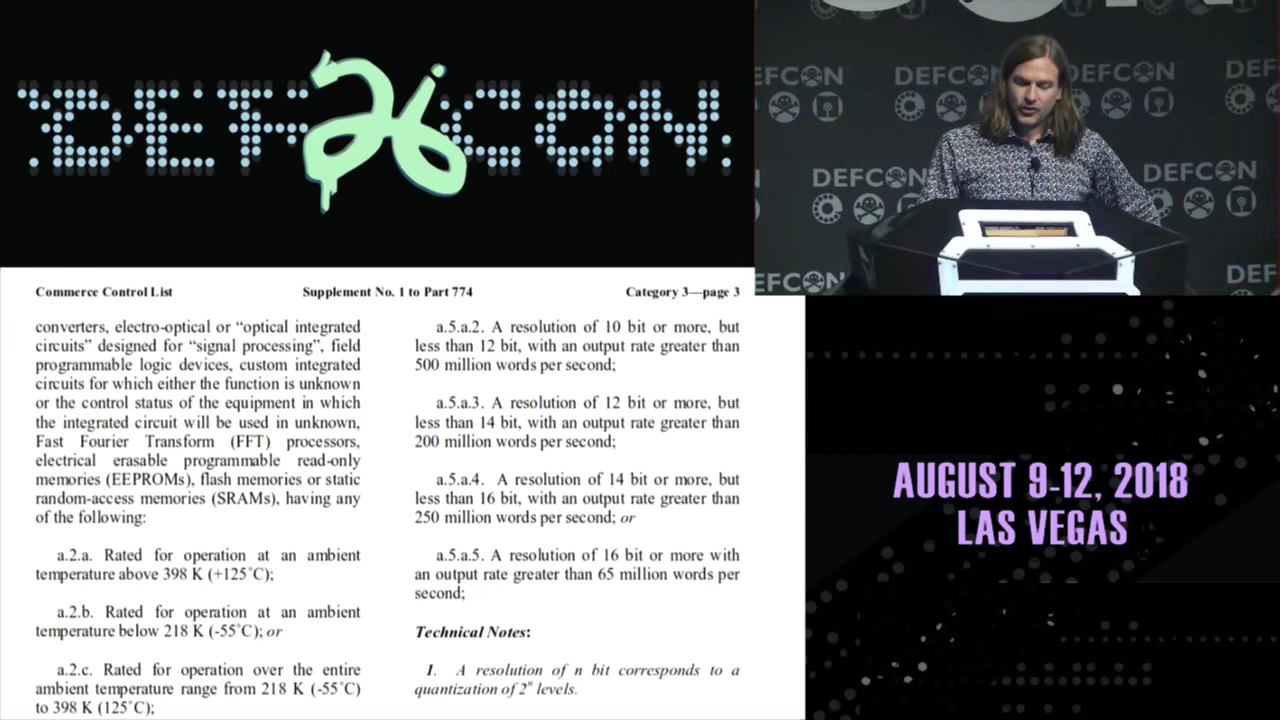 DEF CON
26
DEFCON
DEFCON
DEFCON
DEF
DEFCON
DEFCON
DEFCON
DEF
Commerce Control List
Supplement No. 1 to Part 774
Category 3—page 3
converters, electro-optical or “optical integrated
circuits” designed for “signal processing”, field
programmable logic devices, custom integrated
circuits for which either the function is unknown
or the control status of the equipment in which
the integrated circuit will be used in unknown,
Fast Fourier Transform (FFT) processors,
electrical erasable programmable read-only
memories (EEPROMs), flash memories or static
random-access memories (SRAMs), having any
of the following:
a.2.a. Rated for operation at an ambient
temperature above 398 K (+125°C);
a.2.b. Rated for operation at an ambient
temperature below 218 K (-55°C); or
a.2.c. Rated for operation over the entire
ambient temperature range from 218 K (-55°C)
to 398 K (125°C);
a.5.a.2. A resolution of 10 bit or more, but
less than 12 bit, with an output rate greater than
500 million words per second;
a.5.a.3. A resolution of 12 bit or more, but
less than 14 bit, with an output rate greater than
200 million words per second;
a.5.a.4. A resolution of 14 bit or more, but
less than 16 bit, with an output rate greater than
250 million words per second; or
a.5.a.5. A resolution of 16 bit or more with
an output rate greater than 65 million words per
second;
Technical Notes:
1. A resolution of n bit corresponds to a
quantization of 2ⁿ levels.
AUGUST 9-12, 2018
LAS VEGAS